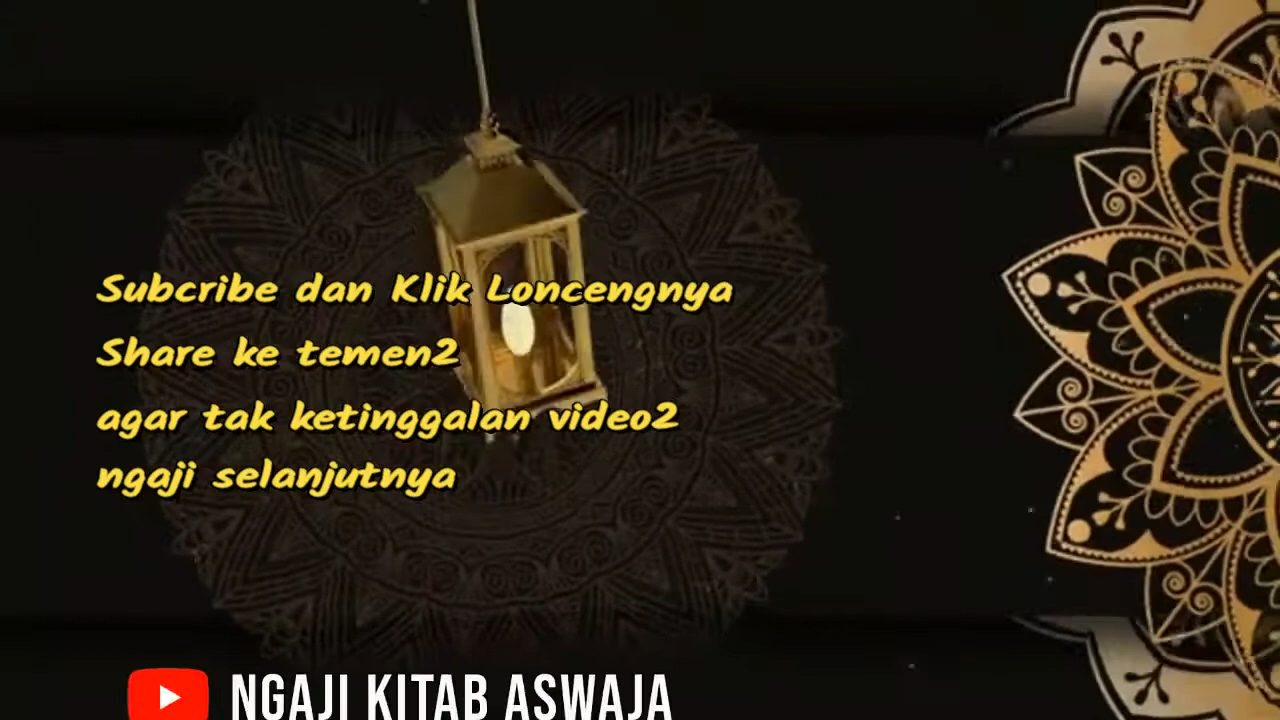 Subcribe dan Klik Loncengnya
Share ke temen2
agar tak ketinggalan video2
ngaji selanjutnya
NGAJI KITAB ASWAJA